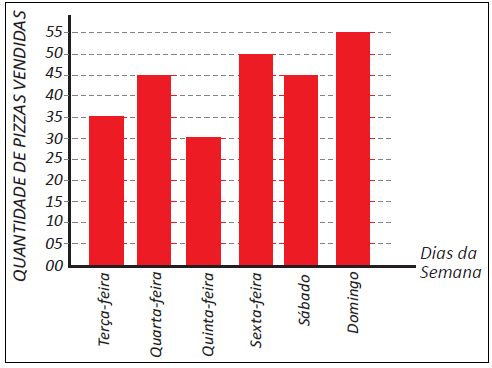 QUANTIDADE DE PIZZAS VENDIDAS
55
50
45
40
35
30
25
20
15
10
05
00
Dias da
Semana
Terça-feira
Quarta-feira
Quinta-feira
Sexta-feira
Sábado
Domingo